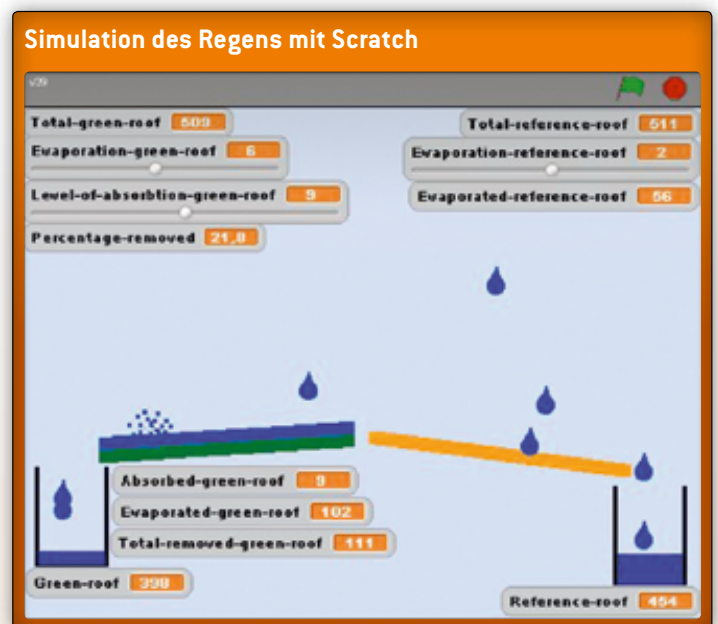 Simulation des Regens mit Scratch
v29
Total-green-roof 509
Total-reference-roof 511
Evaporation-green-roof 6
Evaporation-reference-roof 2
Level-of-absorbtion-green-roof 9
Evaporated-reference-roof 56
Percentage-removed 21,8
Absorbed-green-roof 9
Evaporated-green-roof 102
Total-removed-green-roof 111
Green-roof 398
Reference-roof 454